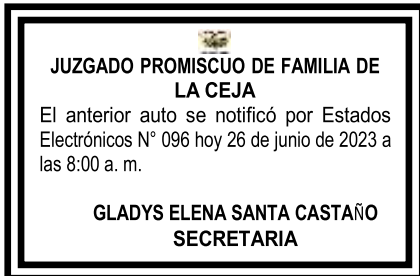 JUZGADO PROMISCUO DE FAMILIA DE
LA CEJA
El anterior auto se notificó por Estados
Electrónicos N° 096 hoy 26 de junio de 2023 a
las 8:00 a. m.
GLADYS ELENA SANTA CASTAÑO
SECRETARIA